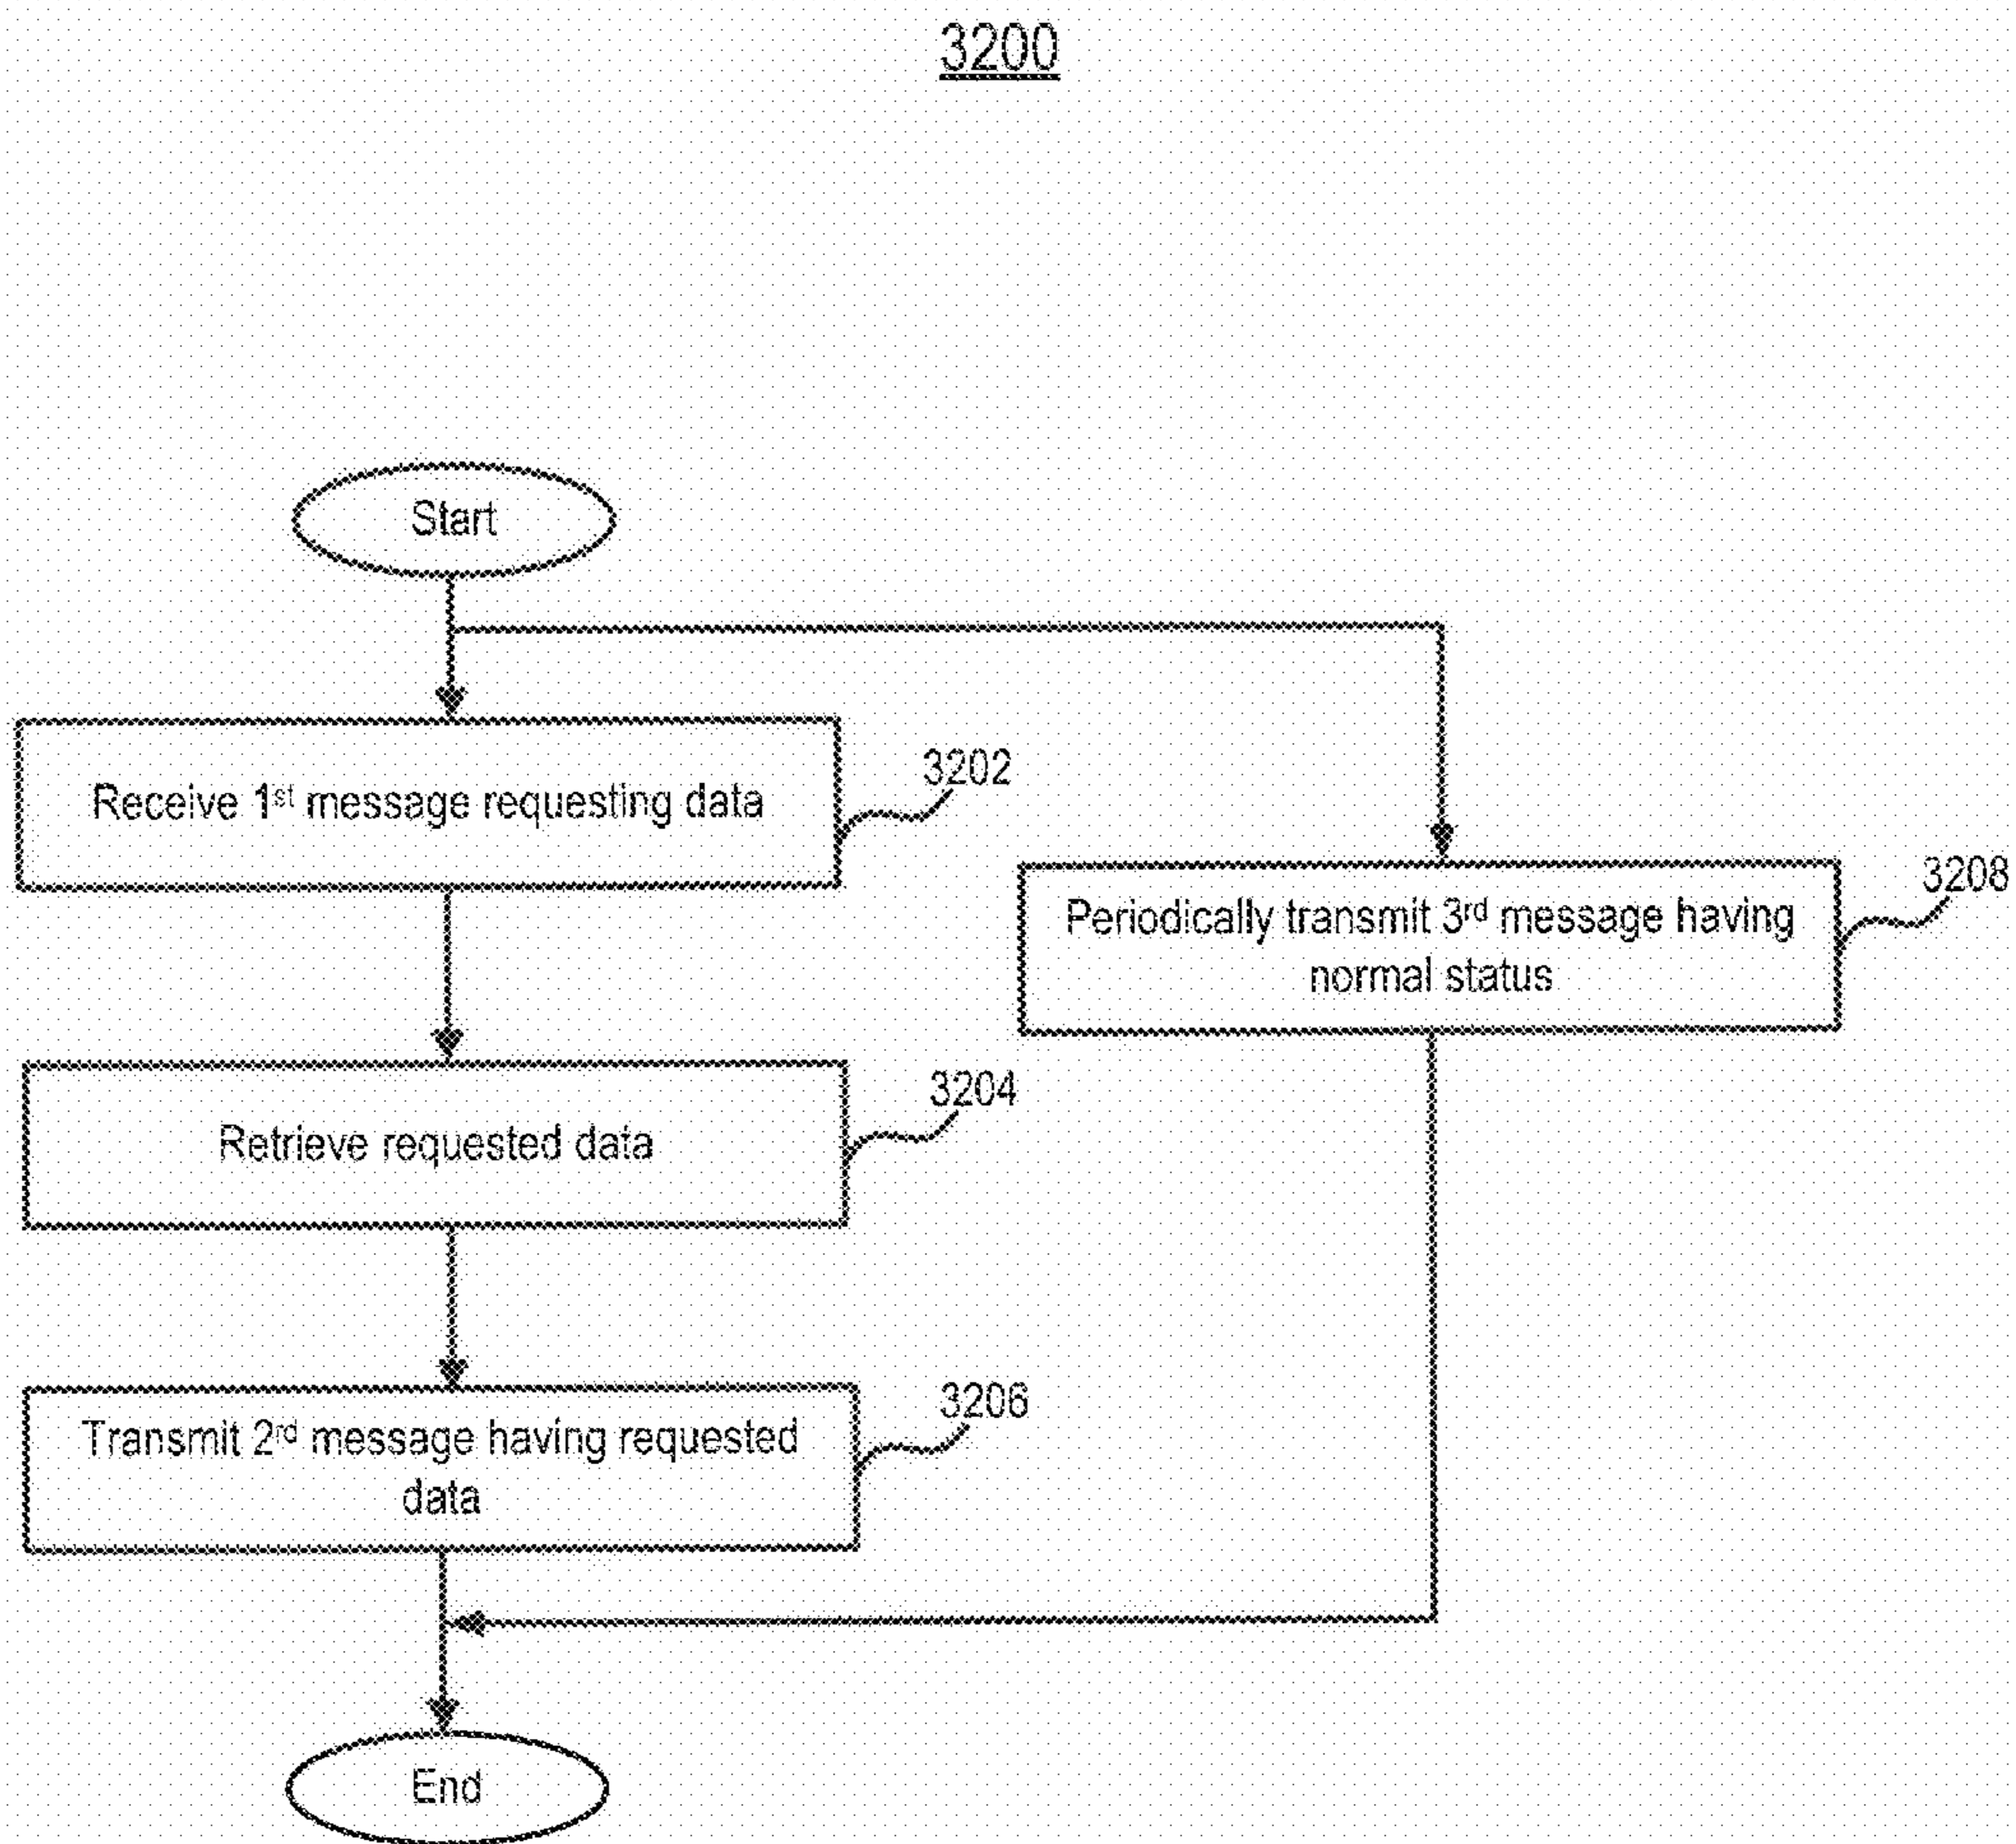 3200
Start
Receive 1st message requesting data
3202
Periodically transmit 3rd message having
normal status
3208
Retrieve requested data
3204
Transmit 2rd message having requested
data
3206
End